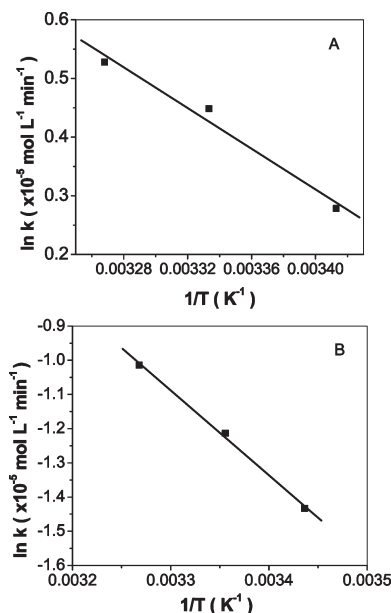 0.6
A
0.5
0.4
0.3
0.2
0.00328 0.00332 0.00336 0.00340
1/T (K⁻¹)
ln k ( x10⁻⁵ mol L⁻¹ min⁻¹)
-0.9
B
-1.0
-1.1
-1.2
-1.3
-1.4
-1.5
-1.6
0.0032 0.0033 0.0034 0.0035
1/T (K⁻¹)
ln k ( x10⁻⁵ mol L⁻¹ min⁻¹)